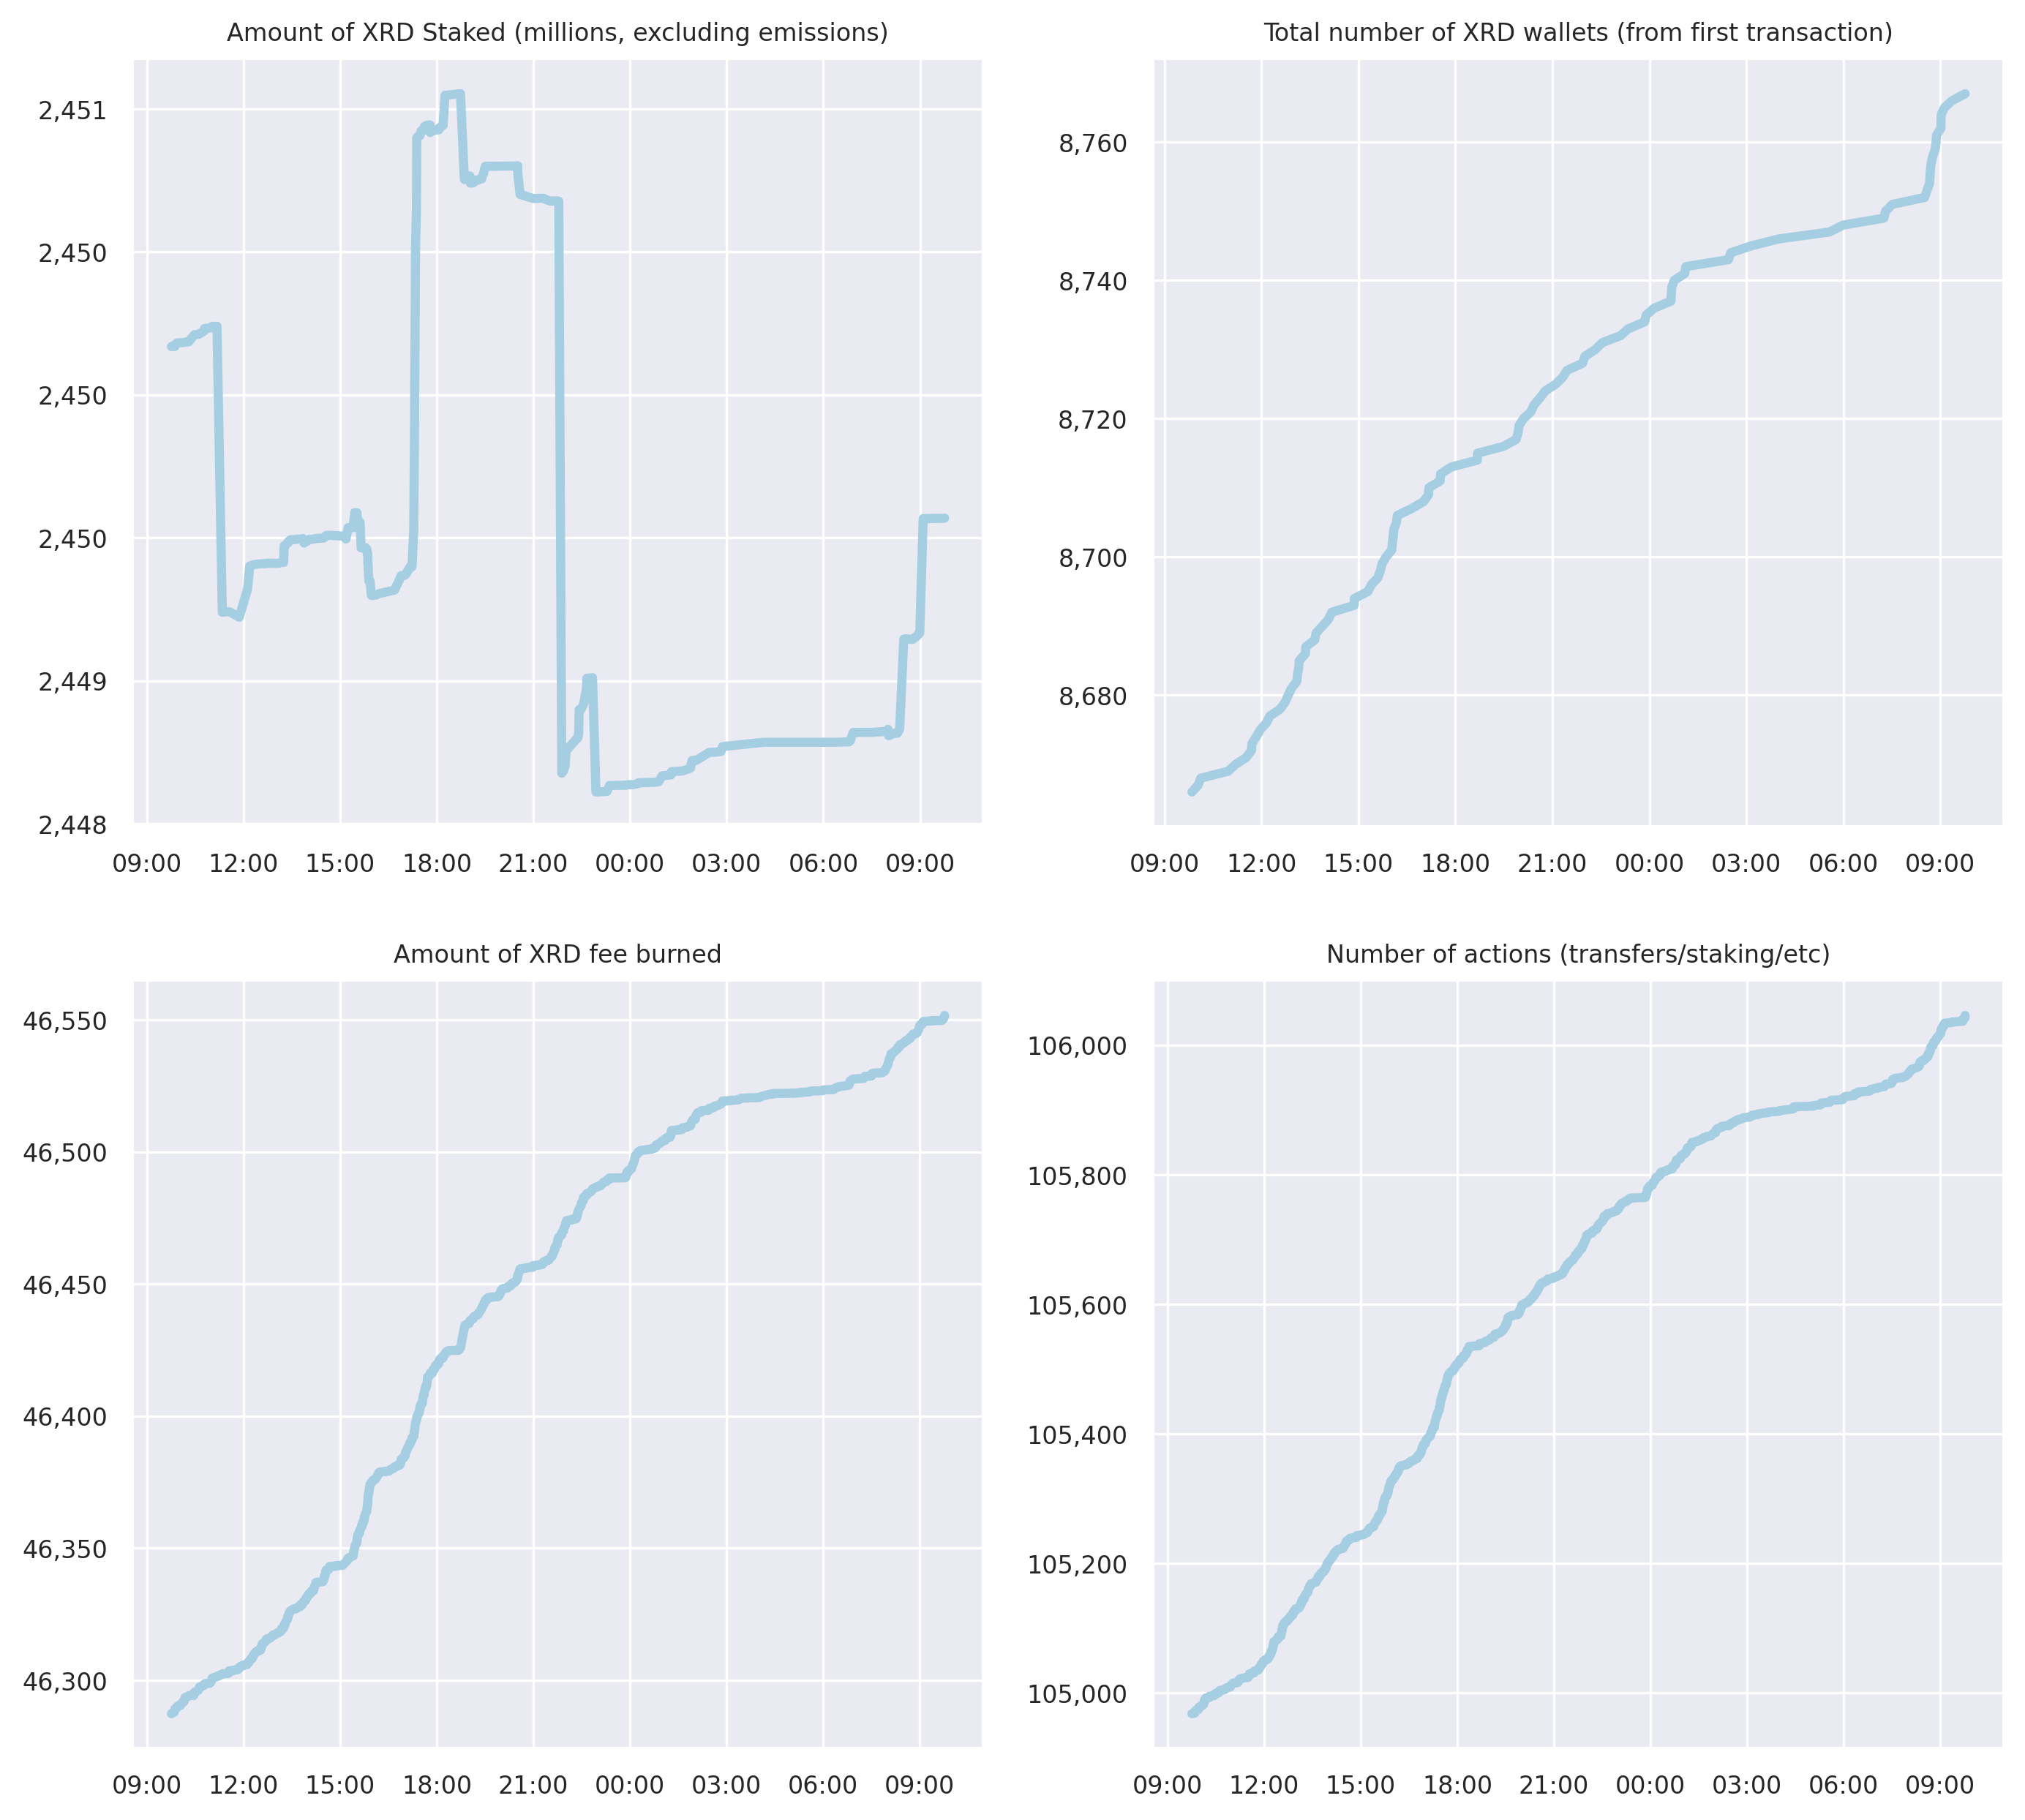 Amount of XRD Staked (millions, excluding emissions)
2,451
2,450
2,450
2,450
2,449
2,448
09:00 12:00 15:00 18:00 21:00 00:00 03:00 06:00 09:00
Total number of XRD wallets (from first transaction)
8,760
8,740
8,720
8,700
8,680
09:00 12:00 15:00 18:00 21:00 00:00 03:00 06:00 09:00
Amount of XRD fee burned
46,550
46,500
46,450
46,400
46,350
46,300
09:00 12:00 15:00 18:00 21:00 00:00 03:00 06:00 09:00
Number of actions (transfers/staking/etc)
106,000
105,800
105,600
105,400
105,200
105,000
09:00 12:00 15:00 18:00 21:00 00:00 03:00 06:00 09:00